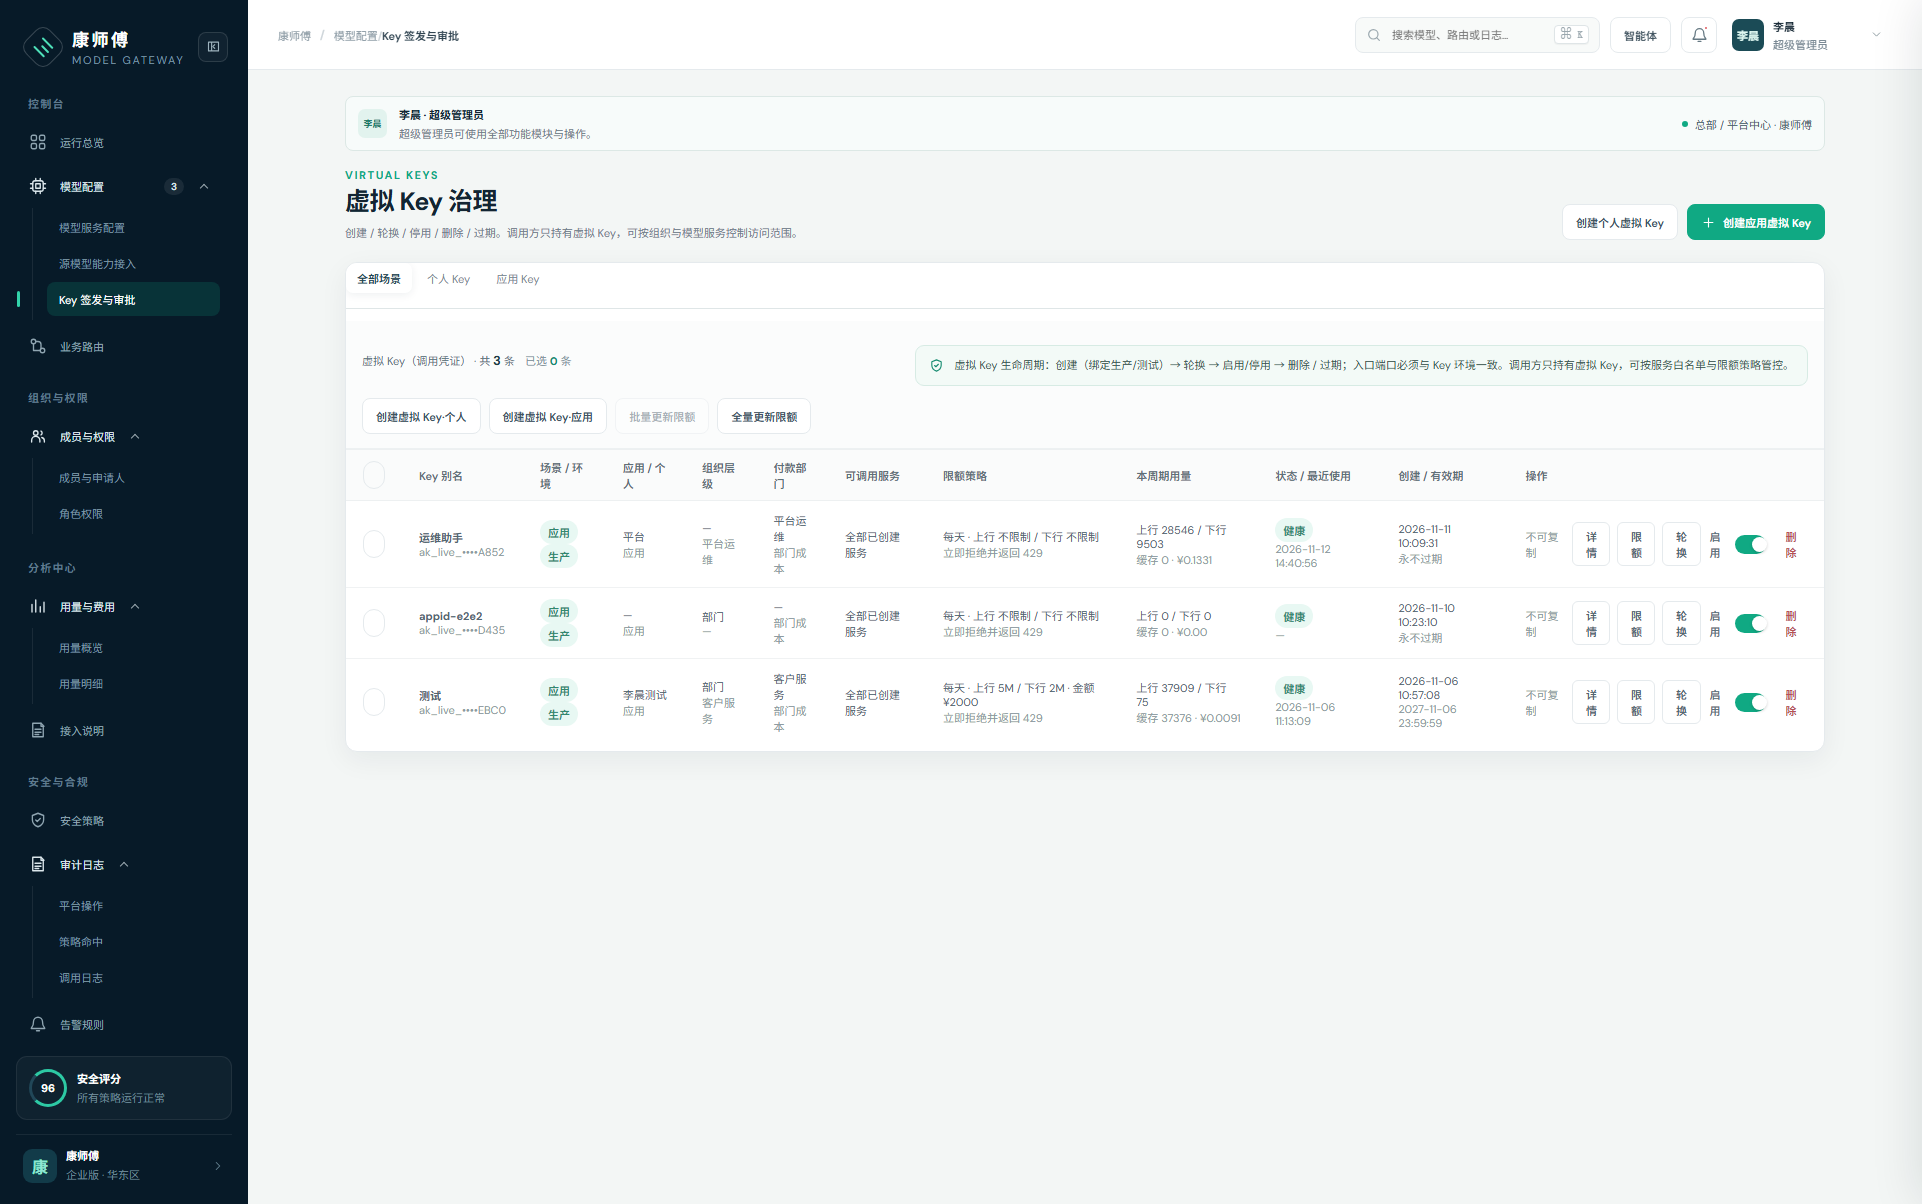 康师傅
MODEL GATEWAY
控制台
运行总览
模型配置 3
模型服务配置
源模型能力接入
Key 签发与审批
业务路由
组织与权限
成员与权限
成员与申请人
角色权限
分析中心
用量与费用
用量概览
用量明细
接入说明
安全与合规
安全策略
审计日志
平台操作
策略命中
调用日志
告警规则
96
安全评分
所有策略运行正常
康
康师傅
企业版 · 华东区
康师傅 / 模型配置/Key 签发与审批
搜索模型、路由或日志... ⌘ K
智能体
李晨
李晨
超级管理员
李晨
李晨 · 超级管理员
超级管理员可使用全部功能模块与操作。
总部 / 平台中心 · 康师傅
VIRTUAL KEYS
虚拟 Key 治理
创建 / 轮换 / 停用 / 删除 / 过期。调用方只持有虚拟 Key，可按组织与模型服务控制访问范围。
创建个人虚拟 Key
创建应用虚拟 Key
全部场景 个人 Key 应用 Key
虚拟 Key（调用凭证） · 共 3 条 已选 0 条
虚拟 Key 生命周期：创建（绑定生产/测试）→ 轮换 → 启用/停用 → 删除 / 过期；入口端口必须与 Key 环境一致。调用方只持有虚拟 Key，可按服务白名单与限额策略管控。
创建虚拟 Key·个人 创建虚拟 Key·应用 批量更新限额 全量更新限额
Key 别名
场景 / 环
境
应用 / 个
人
组织层
级
付款部
门
可调用服务
限额策略
本周期用量
状态 / 最近使用
创建 / 有效期
操作
运维助手
ak_live_••••A852
应用
生产
平台
应用
—
平台运
维
平台运
维
部门成
本
全部已创建
服务
每天 · 上行 不限制 / 下行 不限制
立即拒绝并返回 429
上行 28546 / 下行
9503
缓存 0 · ¥0.1331
健康
2026-11-12
14:40:56
2026-11-11
10:09:31
永不过期
不可复
制
详
情
限
额
轮
换
启
用
删
除
appid-e2e2
ak_live_••••D435
应用
生产
—
应用
部门
—
—
部门成
本
全部已创建
服务
每天 · 上行 不限制 / 下行 不限制
立即拒绝并返回 429
上行 0 / 下行 0
缓存 0 · ¥0.00
健康
—
2026-11-10
10:23:10
永不过期
不可复
制
详
情
限
额
轮
换
启
用
删
除
测试
ak_live_••••EBC0
应用
生产
李晨测试
应用
部门
客户服
务
客户服
务
部门成
本
全部已创建
服务
每天 · 上行 5M / 下行 2M · 金额
¥2000
立即拒绝并返回 429
上行 37909 / 下行
75
缓存 37376 · ¥0.0091
健康
2026-11-06
11:13:09
2026-11-06
10:57:08
2027-11-06
23:59:59
不可复
制
详
情
限
额
轮
换
启
用
删
除